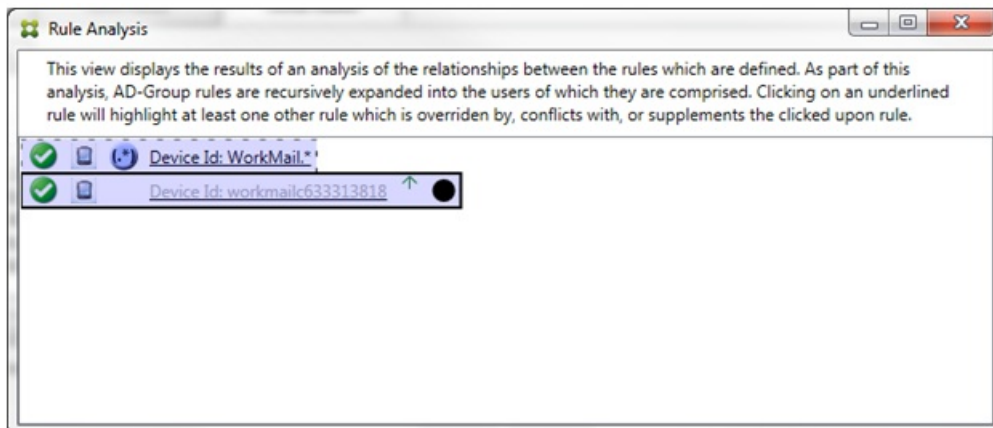 Rule Analysis
This view displays the results of an analysis of the relationships between the rules which are defined. As part of this
analysis, AD-Group rules are recursively expanded into the users of which they are comprised. Clicking on an underlined
rule will highlight at least one other rule which is overriden by, conflicts with, or supplements the clicked upon rule.
(.*) Device Id: WorkMail.*
Device Id: workmailc633313818